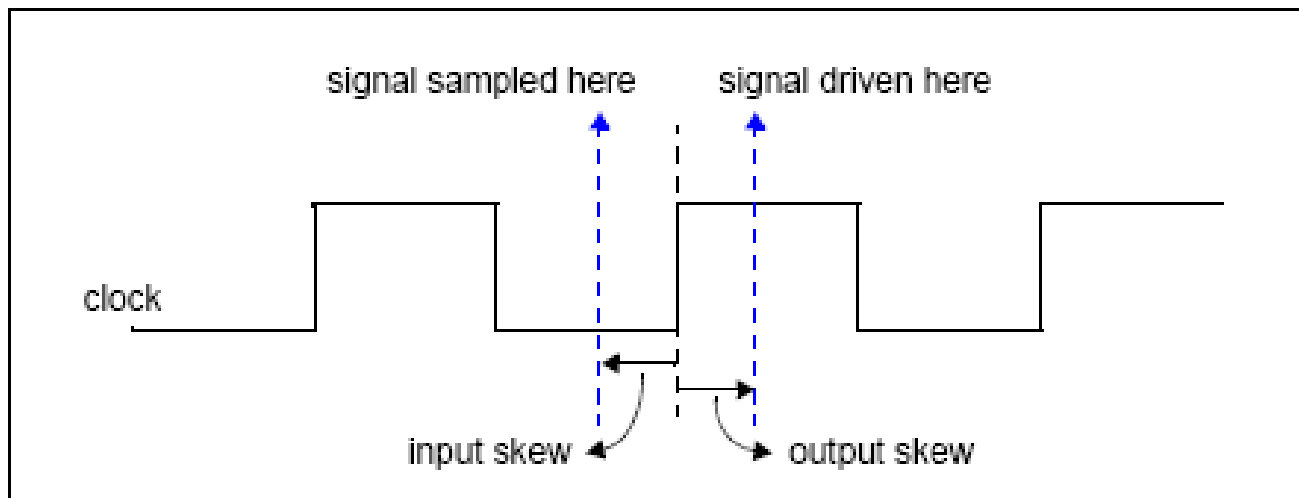 signal sampled here
signal driven here
clock
input skew
output skew